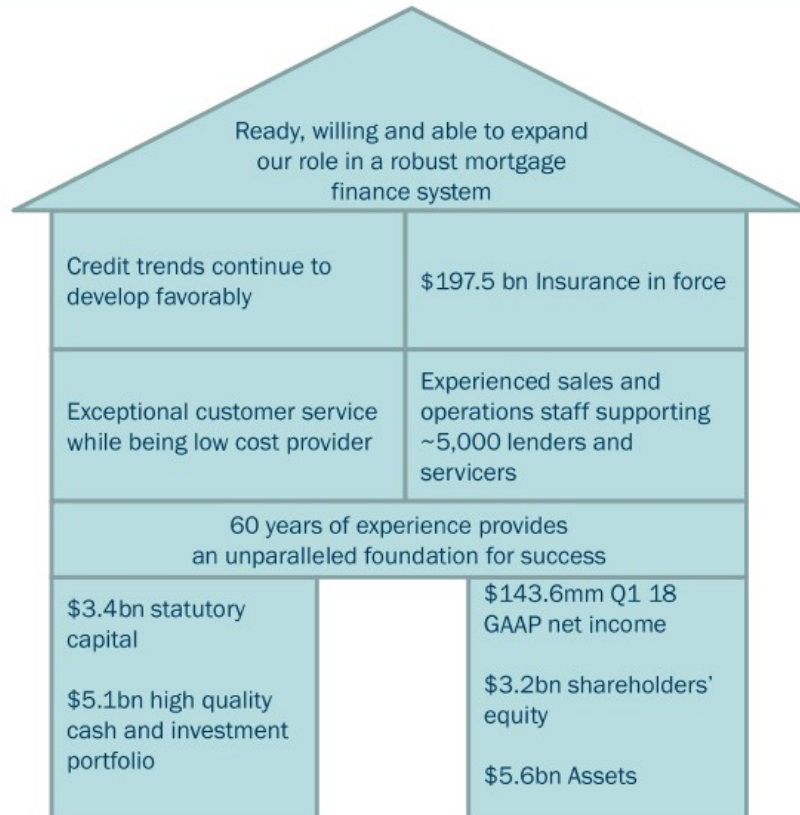 Ready, willing and able to expand
our role in a robust mortgage
finance system
Credit trends continue to
develop favorably
$197.5 bn Insurance in force
Exceptional customer service
while being low cost provider
Experienced sales and
operations staff supporting
~5,000 lenders and
servicers
60 years of experience provides
an unparalleled foundation for success
$3.4bn statutory
capital
$5.1bn high quality
cash and investment
portfolio
$143.6mm Q1 18
GAAP net income
$3.2bn shareholders’
equity
$5.6bn Assets